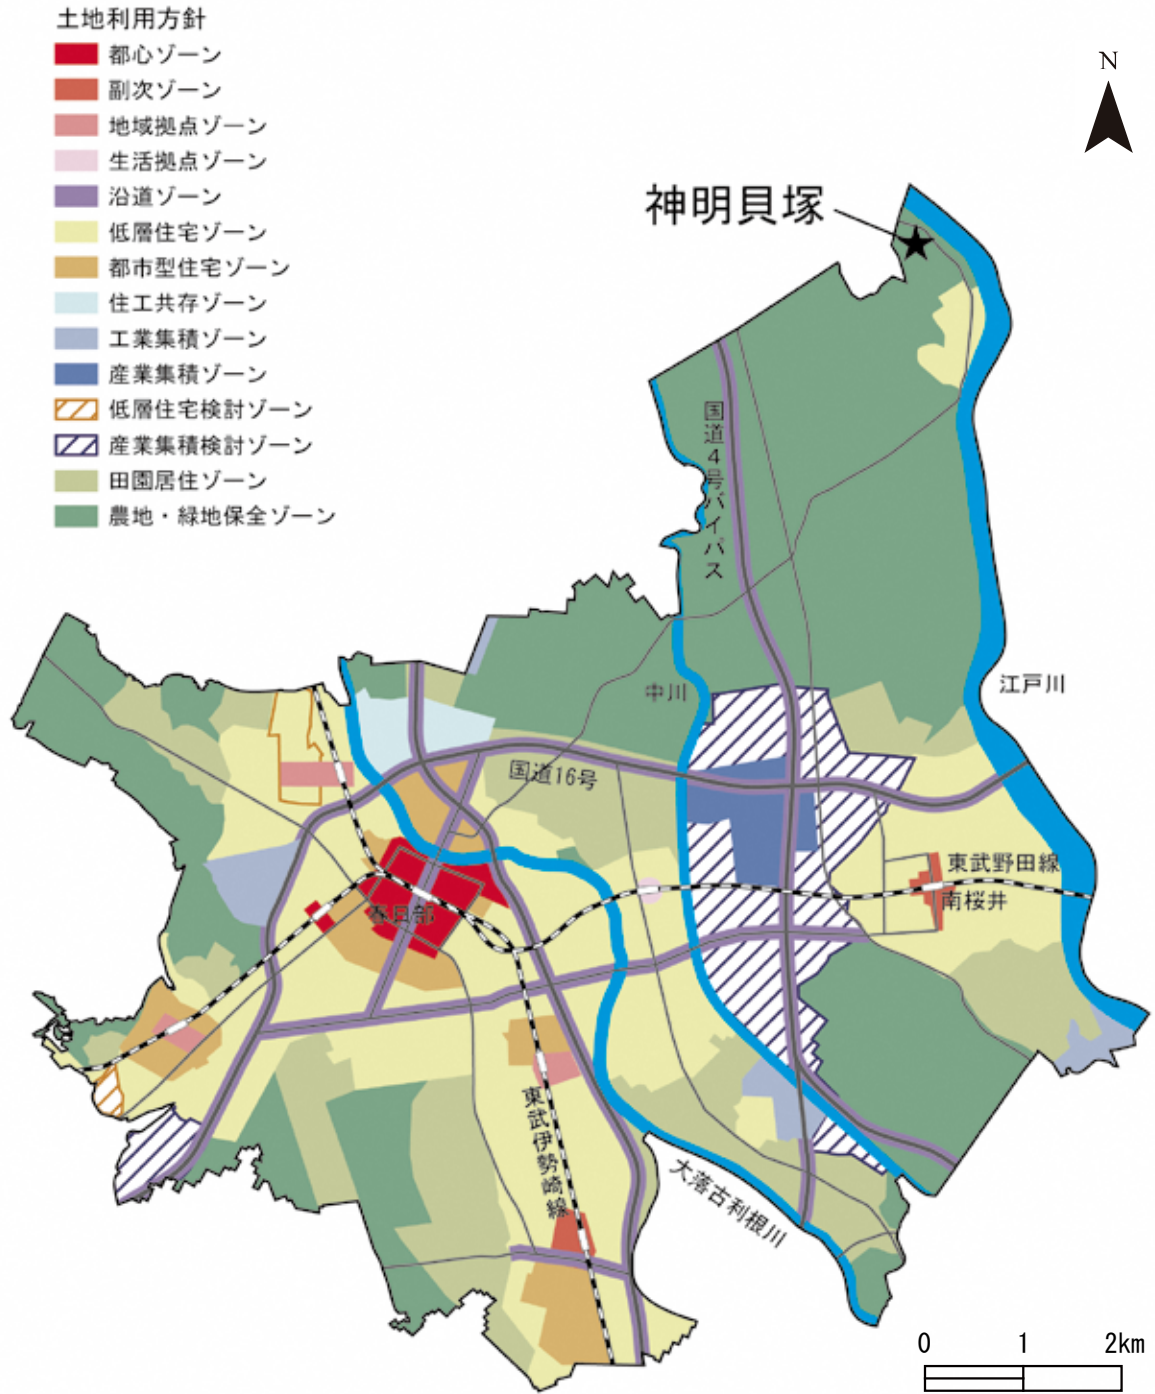 土地利用方針
都心ゾーン
副次ゾーン
地域拠点ゾーン
生活拠点ゾーン
沿道ゾーン
低層住宅ゾーン
都市型住宅ゾーン
住工共存ゾーン
工業集積ゾーン
産業集積ゾーン
低層住宅検討ゾーン
産業集積検討ゾーン
田園居住ゾーン
農地・緑地保全ゾーン
N
神明貝塚
国道4号バイパス
中川
江戸川
国道16号
東武野田線
南桜井
春日部
東武伊勢崎線
大落古利根川
0 1 2km